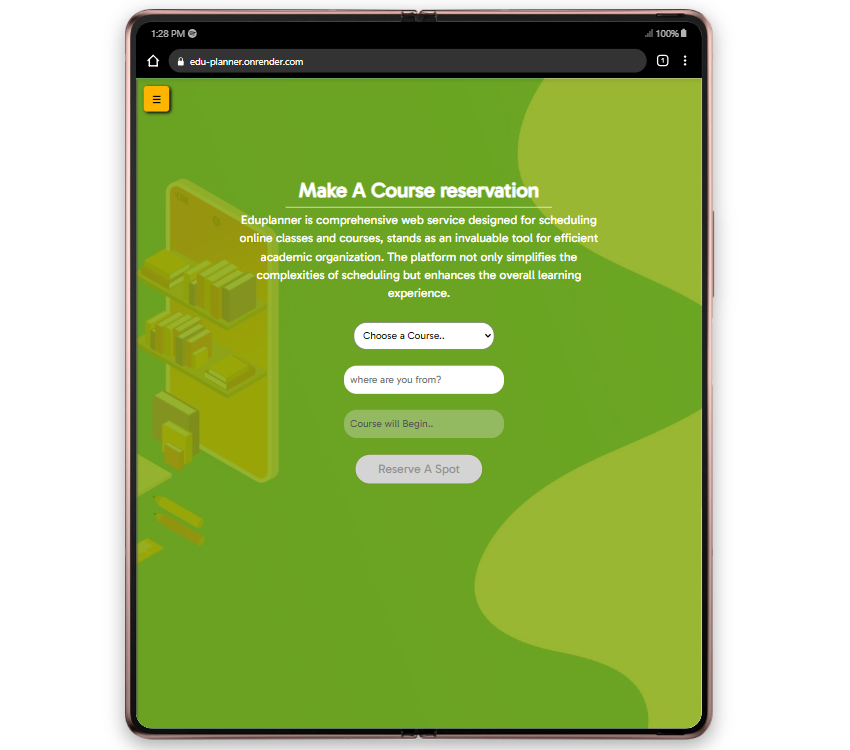 1:28 PM
100%
edu-planner.onrender.com
1
Make A Course reservation
Eduplanner is comprehensive web service designed for scheduling
online classes and courses, stands as an invaluable tool for efficient
academic organization. The platform not only simplifies the
complexities of scheduling but enhances the overall learning
experience.
Choose a Course..
where are you from?
Course will Begin..
Reserve A Spot